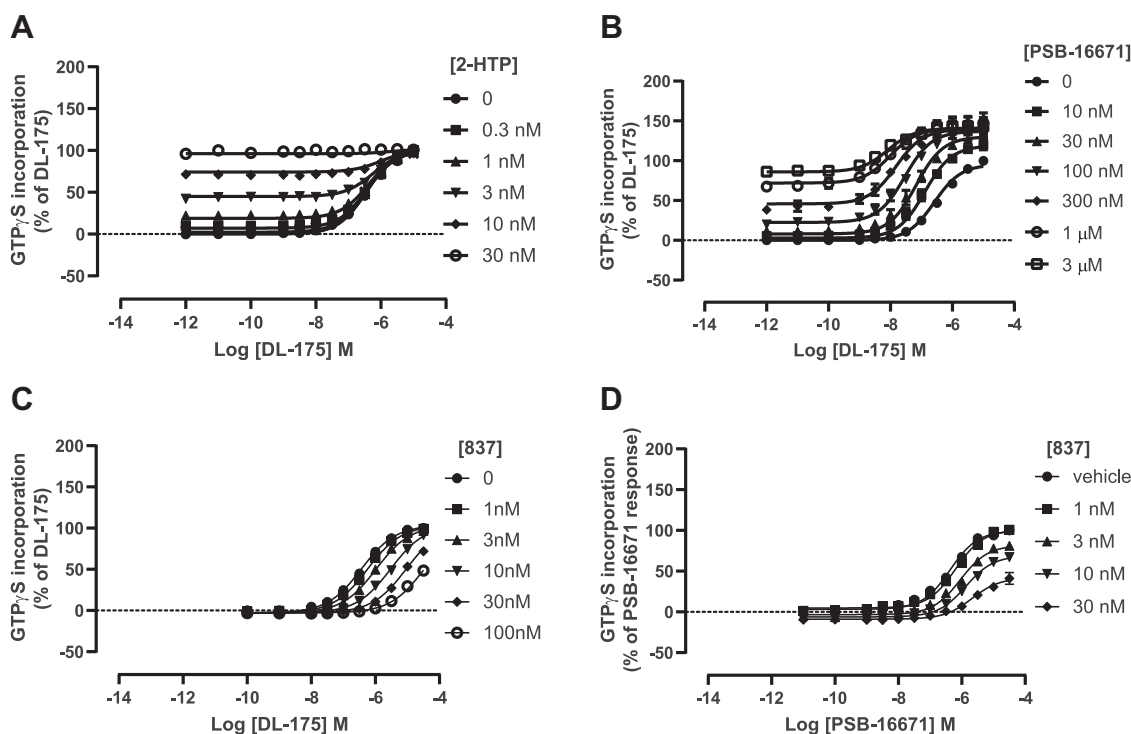 A
[2-HTP]
200
150
100
50
0
50
GTPγS incorporation
(% of DL-175)
-14
-12
-10
-8
-6
-4
Log [DL-175] M
0
0.3 nM
1 nM
3 nM
10 nM
30 nM
B
[PSB-16671]
200
150
100
50
0
50
GTPγS incorporation
(% of DL-175)
-14
-12
-10
-8
-6
-4
Log [DL-175] M
0
10 nM
30 nM
100 nM
300 nM
1 μM
3 μM
C
[837]
200
150
100
50
0
50
GTPγS incorporation
(% of DL-175)
-14
-12
-10
-8
-6
-4
Log [DL-175] M
0
1nM
3nM
10nM
30nM
100nM
D
[837]
200
150
100
50
0
50
GTPγS incorporation
(% of PSB-16671 response)
-14
-12
-10
-8
-6
-4
Log [PSB-16671] M
vehicle
1 nM
3 nM
10 nM
30 nM